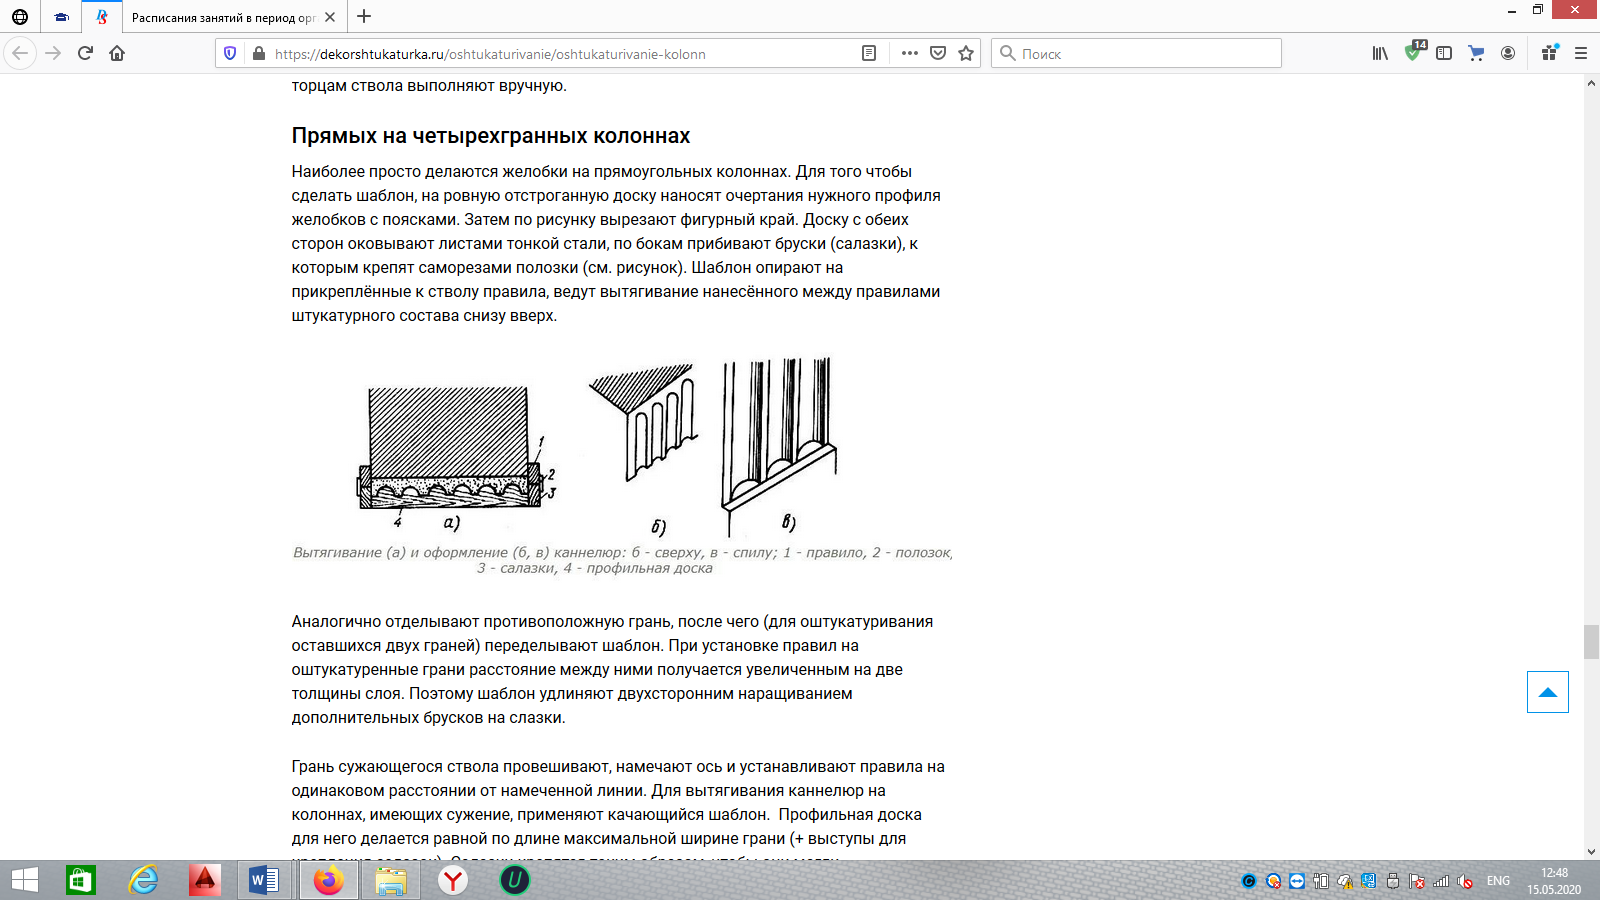 Расписания занятий в период орг
https://dekorshtukaturka.ru/oshtukaturivanie/oshtukaturivanie-kolonn
Поиск
14
торцам ствола выполняют вручную.
Прямых на четырехгранных колоннах
Наиболее просто делаются желобки на прямоугольных колоннах. Для того чтобы
сделать шаблон, на ровную отстроганную доску наносят очертания нужного профиля
желобков с поясками. Затем по рисунку вырезают фигурный край. Доску с обеих
сторон оковывают листами тонкой стали, по бокам прибивают бруски (салазки), к
которым крепят саморезами полозки (см. рисунок). Шаблон опирают на
прикреплённые к стволу правила, ведут вытягивание нанесённого между правилами
штукатурного состава снизу вверх.
1
2
3
4
а)
б)
в)
Вытягивание (а) и оформление (б, в) каннелюр: б - сверху, в - спилу; 1 - правило, 2 - полозок,
3 - салазки, 4 - профильная доска
Аналогично отделывают противоположную грань, после чего (для оштукатуривания
оставшихся двух граней) переделывают шаблон. При установке правил на
оштукатуренные грани расстояние между ними получается увеличенным на две
толщины слоя. Поэтому шаблон удлиняют двухсторонним наращиванием
дополнительных брусков на слазки.
Грань сужающегося ствола провешивают, намечают ось и устанавливают правила на
одинаковом расстоянии от намеченной линии. Для вытягивания каннелюр на
колоннах, имеющих сужение, применяют качающийся шаблон. Профильная доска
для него делается равной по длине максимальной ширине грани (+ выступы для
ENG
12:48
15.05.2020